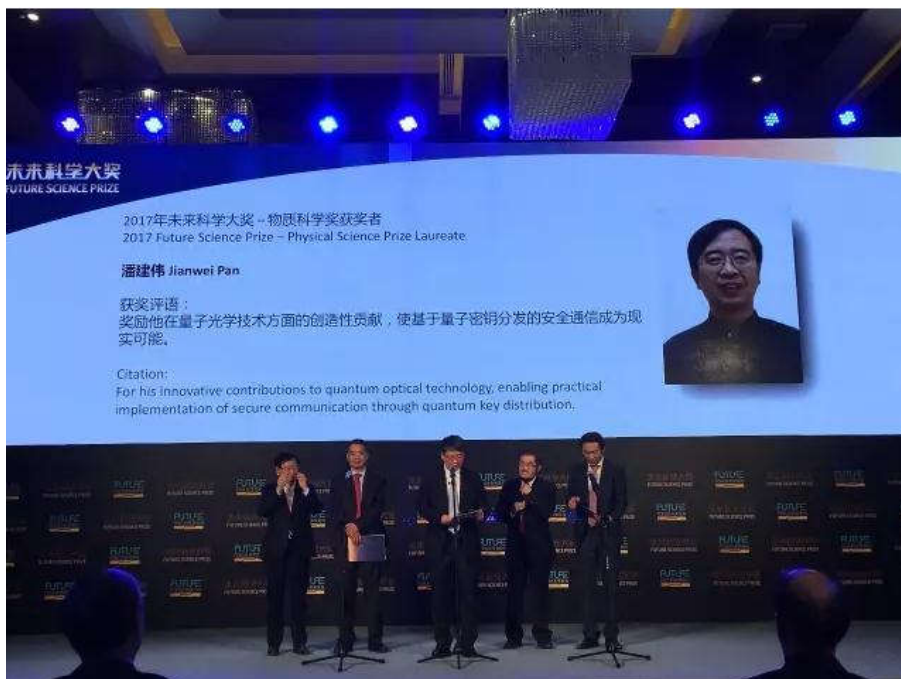 未来科学大奖
FUTURE SCIENCE PRIZE
2017年未来科学大奖 – 物质科学奖获奖者
2017 Future Science Prize – Physical Science Prize Laureate
潘建伟 Jianwei Pan
获奖评语：
奖励他在量子光学技术方面的创造性贡献，使基于量子密钥分发的安全通信成为现
实可能。
Citation:
For his innovative contributions to quantum optical technology, enabling practical
implementation of secure communication through quantum key distribution.